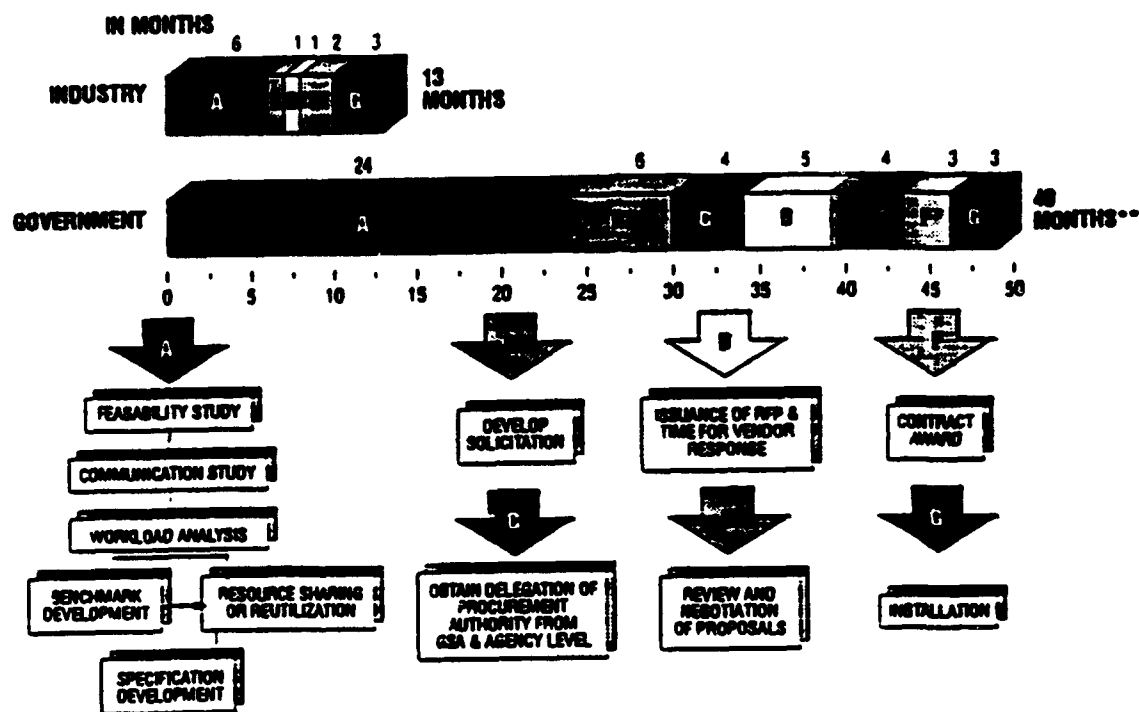 IN MONTHS
6 1 1 2 3
INDUSTRY
A
G
13
MONTHS
24 6 4 5 4 3 3
GOVERNMENT
A
C
G
MONTHS**
0 5 10 15 20 25 30 35 40 45 50
A
FEASABILITY STUDY
COMMUNICATION STUDY
WORKLOAD ANALYSIS
BENCHMARK
DEVELOPMENT
RESOURCE SHARING
OR REUTILIZATION
SPECIFICATION
DEVELOPMENT
DEVELOP
SOLICITATION
C
OBTAIN DELEGATION OF
PROCUREMENT
AUTHORITY FROM
GSA & AGENCY LEVEL
ISSUANCE OF RFP &
TIME FOR VENDOR
RESPONSE
REVIEW AND
NEGOTIATION
OF PROPOSALS
CONTRACT
AWARD
G
INSTALLATION